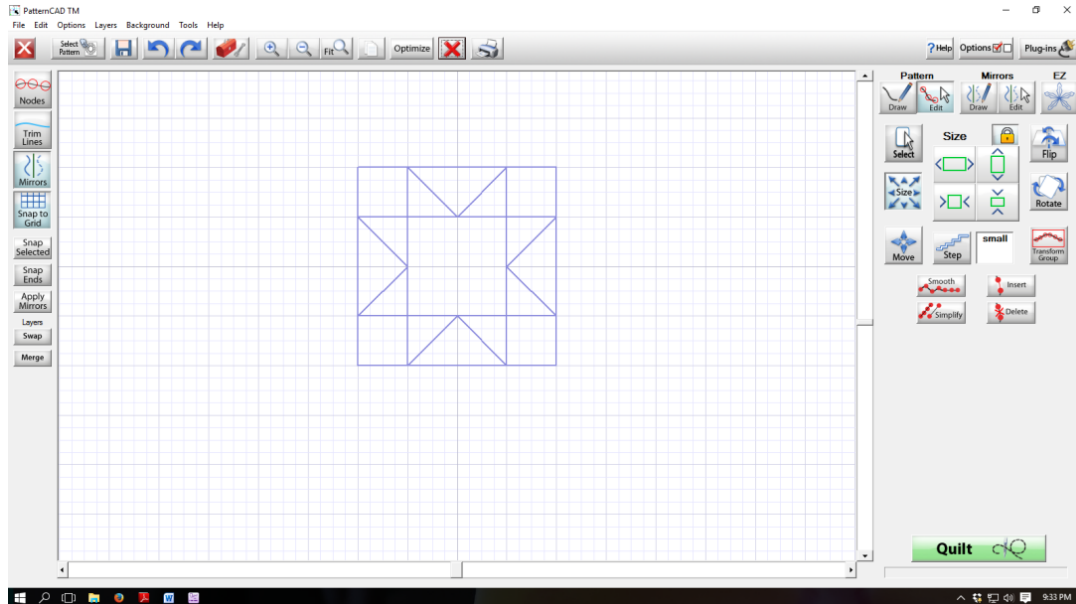 PatternCAD TM
File Edit Options Layers Background Tools Help
Select Pattern
Fit
Optimize
? Help
Options
Plug-ins
Nodes
Trim
Lines
Mirrors
Snap to
Grid
Snap
Selected
Snap
Ends
Apply
Mirrors
Layers
Swap
Merge
Pattern Mirrors EZ
Draw Edit Draw Edit
Select
Size
Flip
Size
Rotate
Move
Step
small
Transform
Group
Smooth
Insert
Simplify
Delete
Quilt
9:33 PM